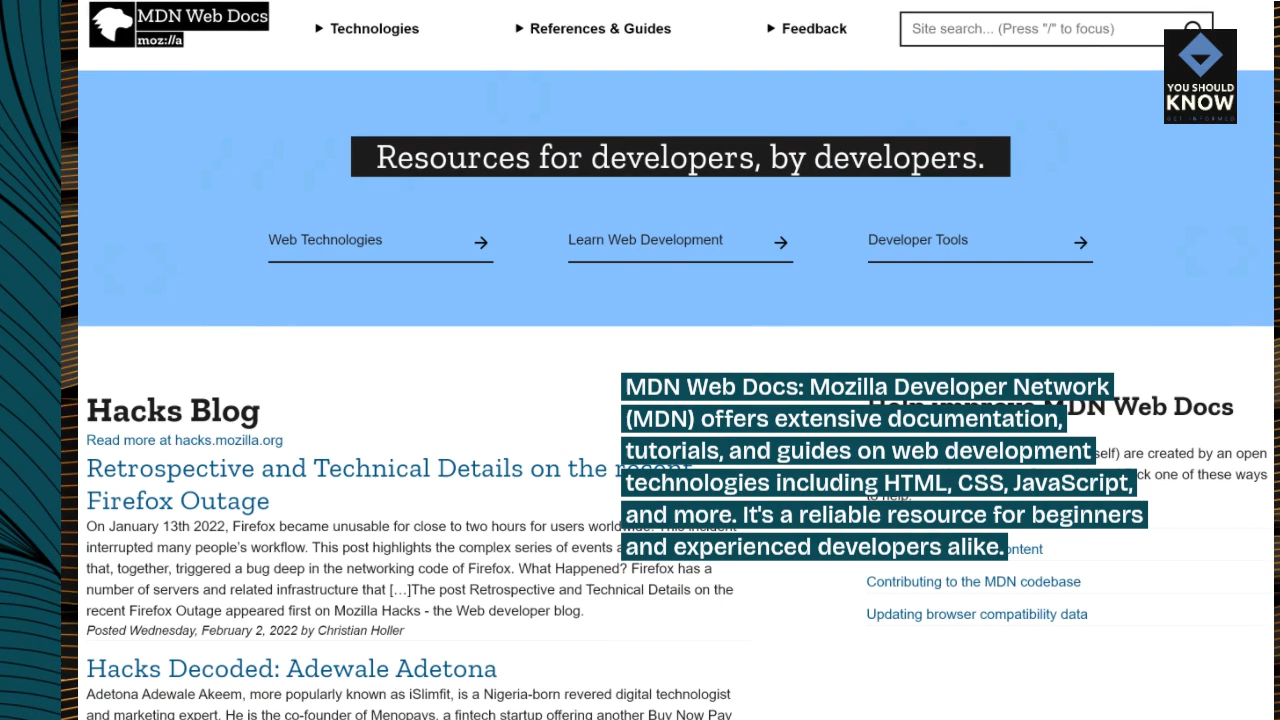 MDN Web Docs
moz://a
Technologies
References & Guides
Feedback
Site search... (Press "/" to focus)
YOU SHOULD
KNOW
GET INFORMED
Resources for developers, by developers.
Web Technologies
Learn Web Development
Developer Tools
Hacks Blog
Read more at hacks.mozilla.org
Retrospective and Technical Details on the recent
Firefox Outage
On January 13th 2022, Firefox became unusable for close to two hours for users worldwide. This incident
interrupted many people's workflow. This post highlights the complex series of events a
that, together, triggered a bug deep in the networking code of Firefox. What Happened? Firefox has a
number of servers and related infrastructure that […]The post Retrospective and Technical Details on the
recent Firefox Outage appeared first on Mozilla Hacks - the Web developer blog.
Posted Wednesday, February 2, 2022 by Christian Holler
Hacks Decoded: Adewale Adetona
Adetona Adewale Akeem, more popularly known as iSlimfit, is a Nigeria-born revered digital technologist
and marketing expert. He is the co-founder of Menopays, a fintech startup offering another Buy Now Pay
MDN Web Docs: Mozilla Developer Network
(MDN) offers extensive documentation,
tutorials, and guides on web development
technologies including HTML, CSS, JavaScript,
and more. It's a reliable resource for beginners
and experienced developers alike.
Help improve MDN Web Docs
self) are created by an open
ck one of these ways
to help.
ontent
Contributing to the MDN codebase
Updating browser compatibility data